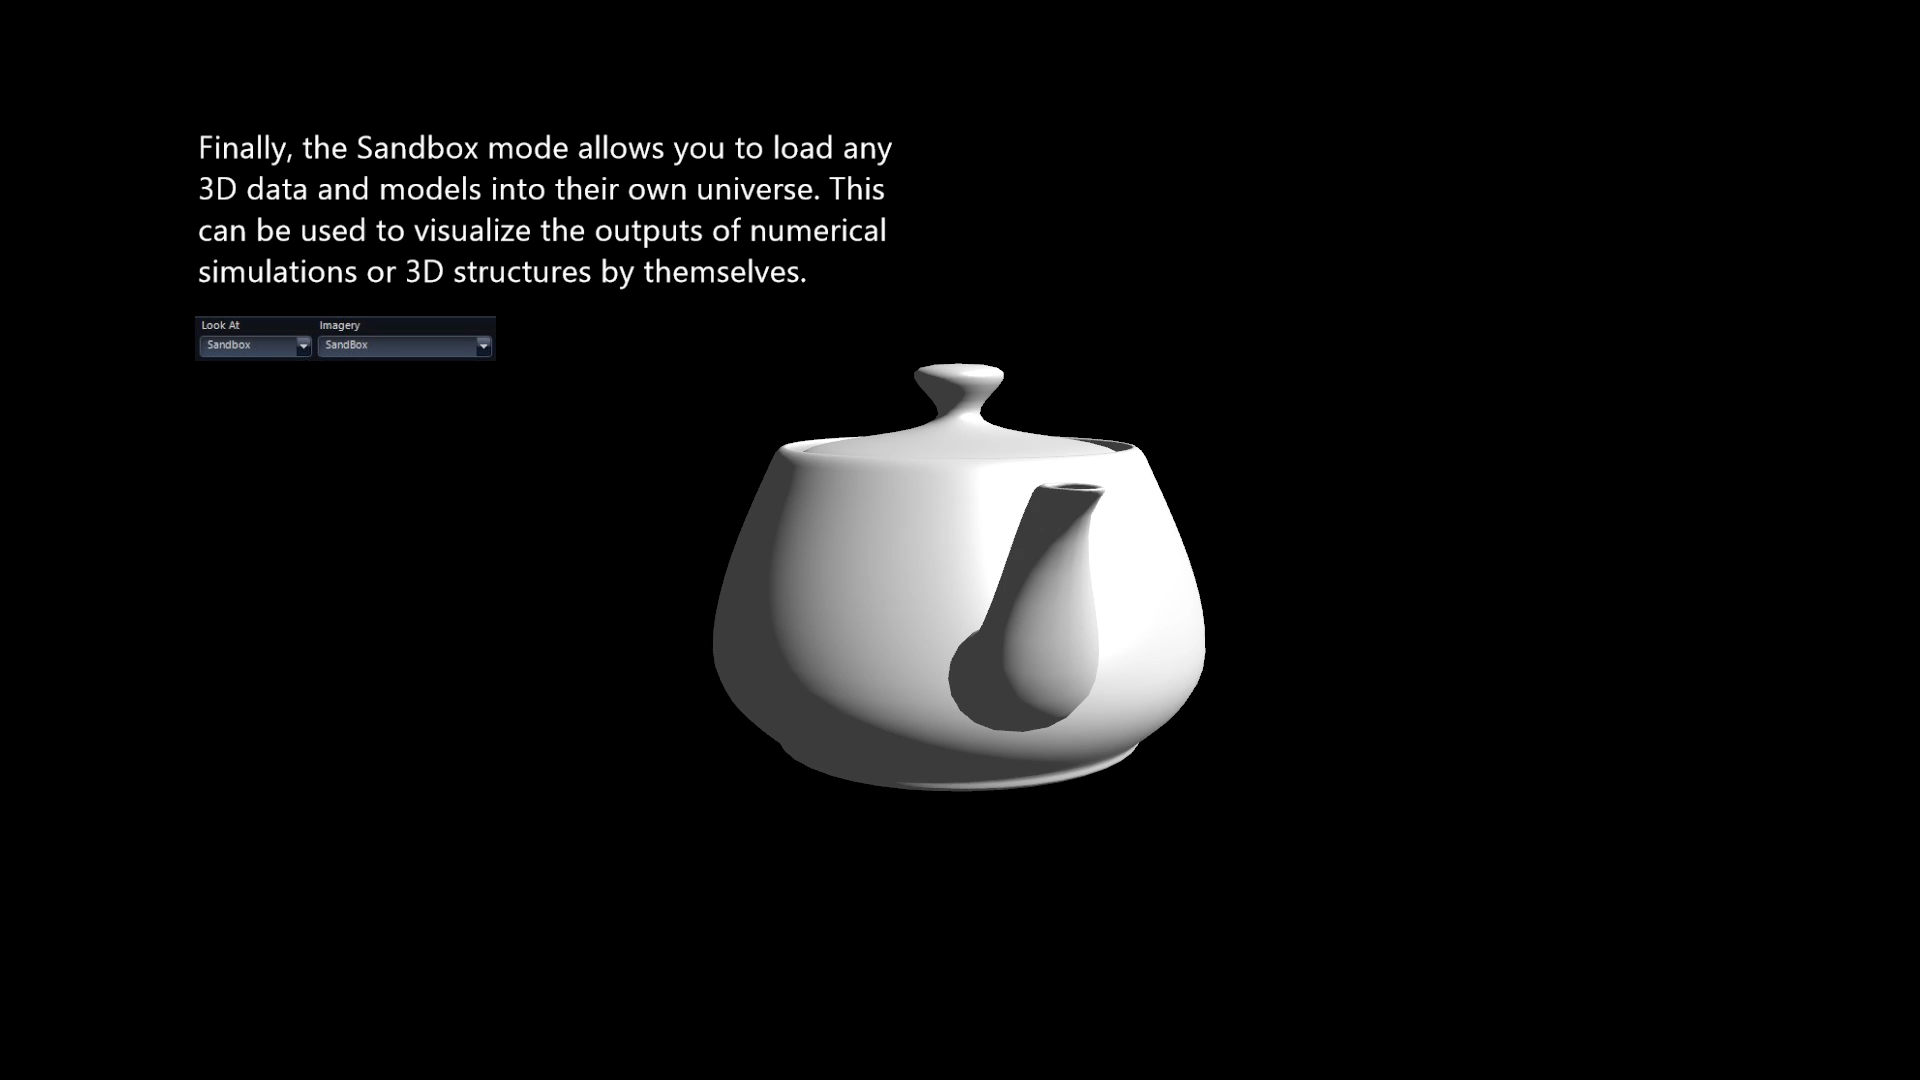 Finally, the Sandbox mode allows you to load any
3D data and models into their own universe. This
can be used to visualize the outputs of numerical
simulations or 3D structures by themselves.
Look At Imagery
Sandbox SandBox